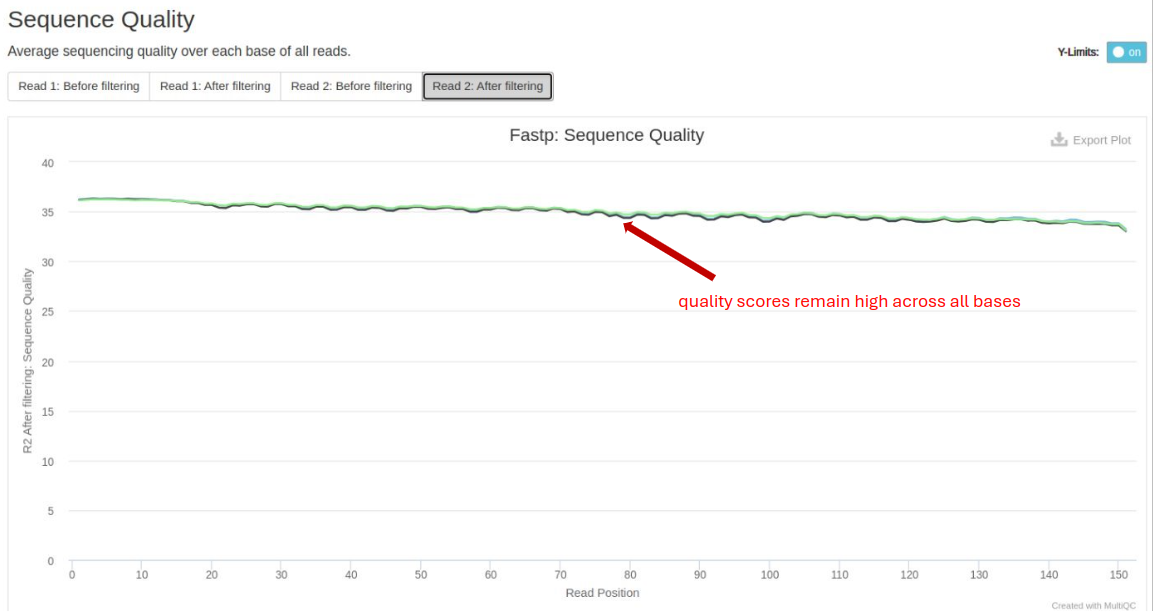 Sequence Quality
Average sequencing quality over each base of all reads.
Y-Limits: on
Read 1: Before filtering Read 1: After filtering Read 2: Before filtering Read 2: After filtering
Fastp: Sequence Quality
Export Plot
R2 After filtering: Sequence Quality
40
35
30
25
20
15
10
5
0
quality scores remain high across all bases
0 10 20 30 40 50 60 70 80 90 100 110 120 130 140 150
Read Position
Created with MultiQC